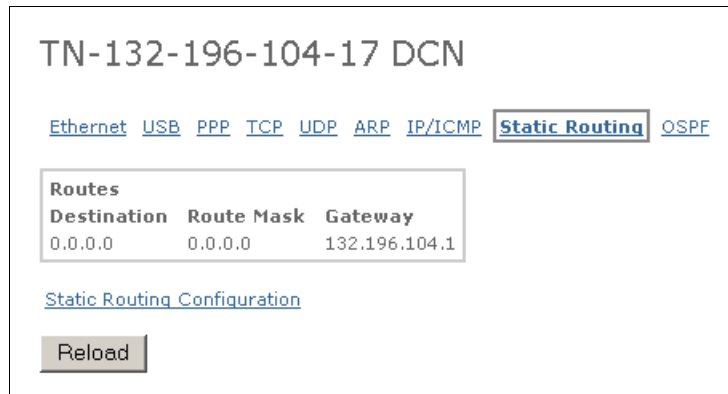 TN-132-196-104-17 DCN
Ethernet USB PPP TCP UDP ARP IP/ICMP Static Routing OSPF
Routes
Destination Route Mask Gateway
0.0.0.0 0.0.0.0 132.196.104.1
Static Routing Configuration
Reload